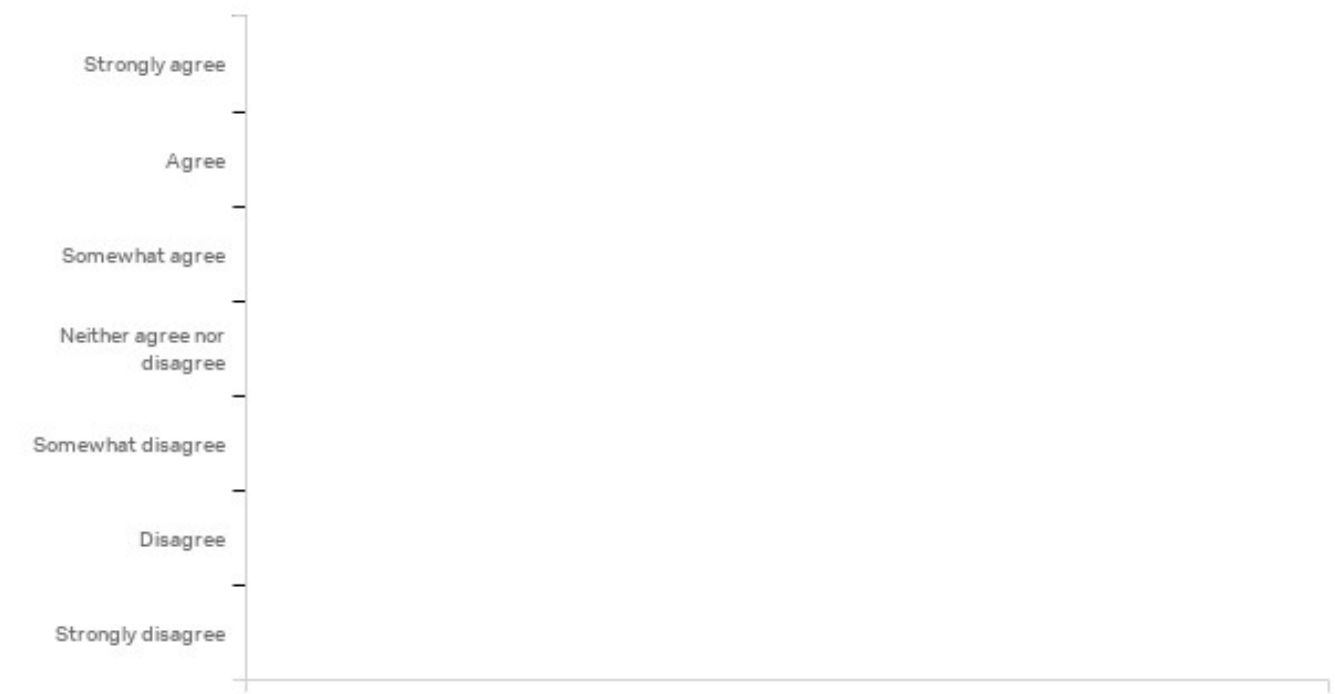 Strongly agree
Agree
Somewhat agree
Neither agree nor
disagree
Somewhat disagree
Disagree
Strongly disagree